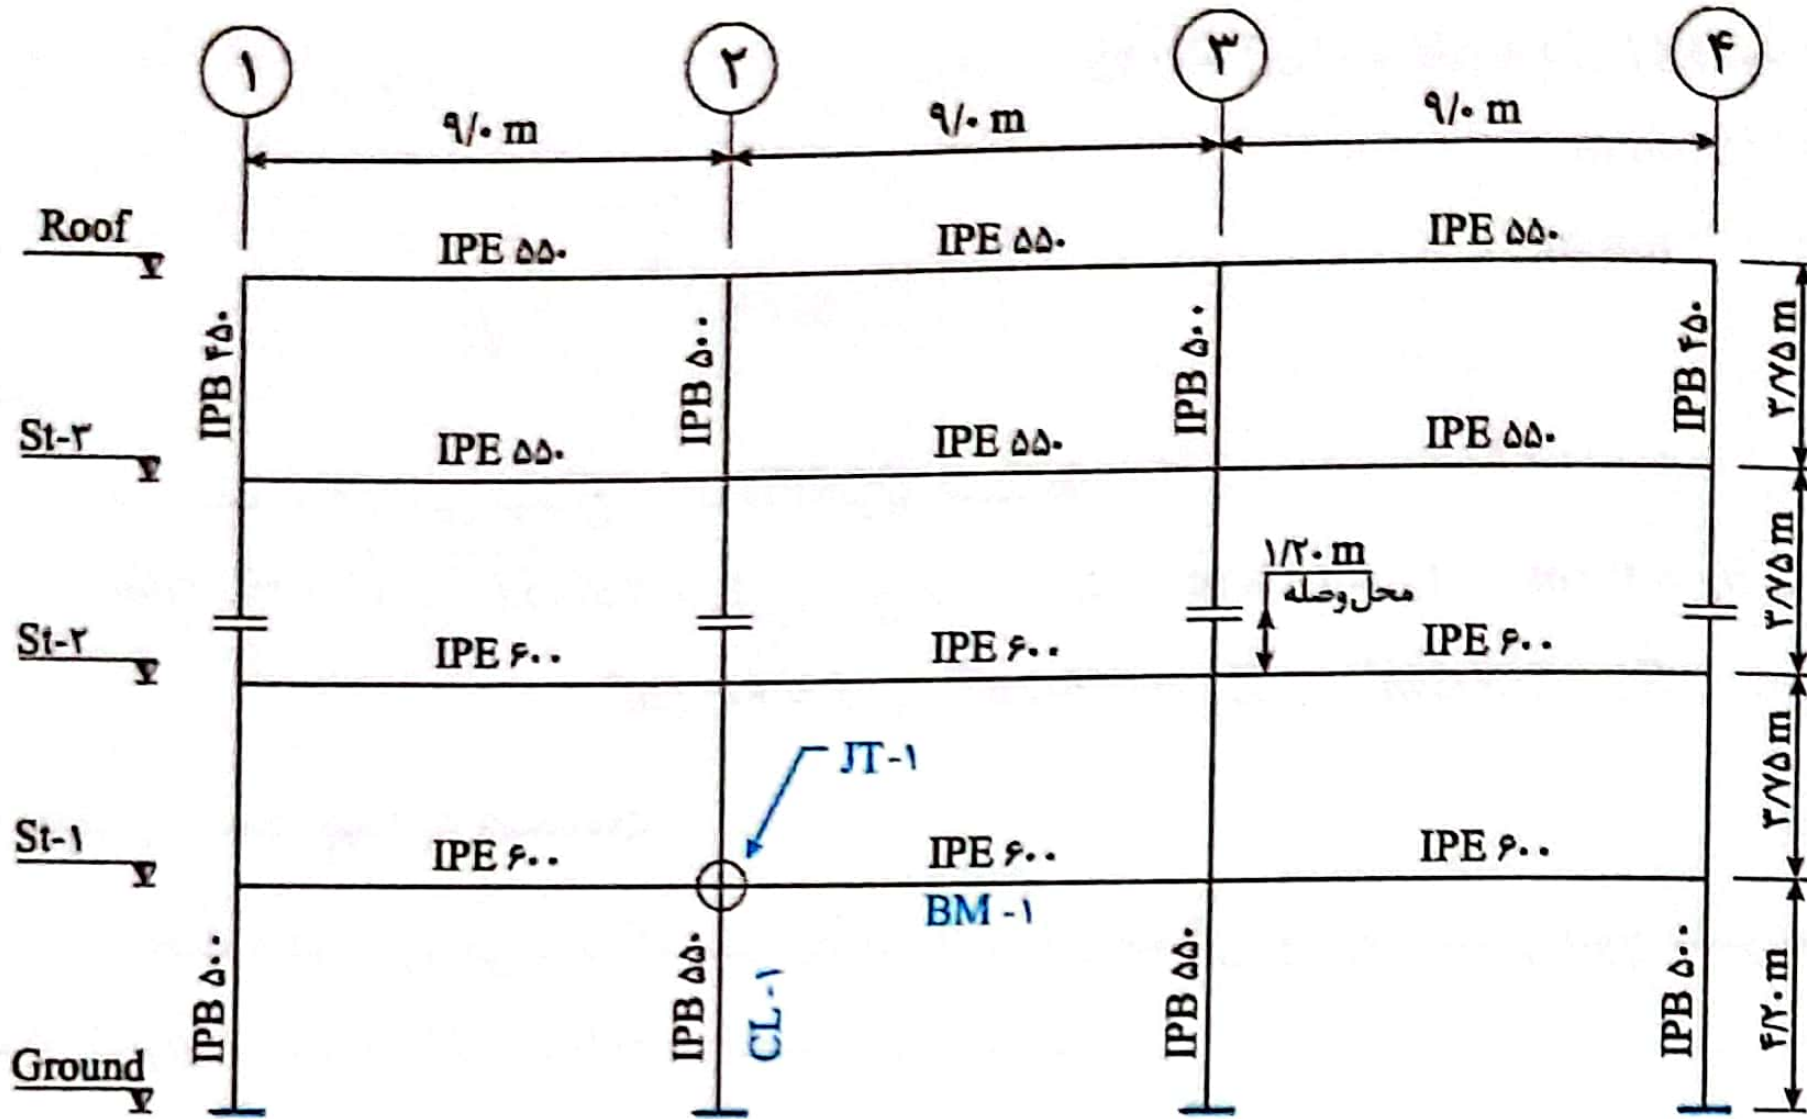 ۱ ۲ ۳ ۴
۹/۰ m ۹/۰ m ۹/۰ m
Roof
IPE ۵۵۰ IPE ۵۵۰ IPE ۵۵۰
IPB ۴۵۰ IPB ۵۰۰ IPB ۵۰۰ IPB ۴۵۰ ۳/۷۵ m
St-۳
IPE ۵۵۰ IPE ۵۵۰ IPE ۵۵۰
۱/۲۰ m
محل وصله
۳/۷۵ m
St-۲
IPE ۶۰۰ IPE ۶۰۰ IPE ۶۰۰
JT-۱
۳/۷۵ m
St-۱
IPE ۶۰۰ IPE ۶۰۰ IPE ۶۰۰
BM-۱
IPB ۵۰۰ IPB ۵۵۰ CL-۱ IPB ۵۵۰ IPB ۵۰۰ ۴/۲۰ m
Ground